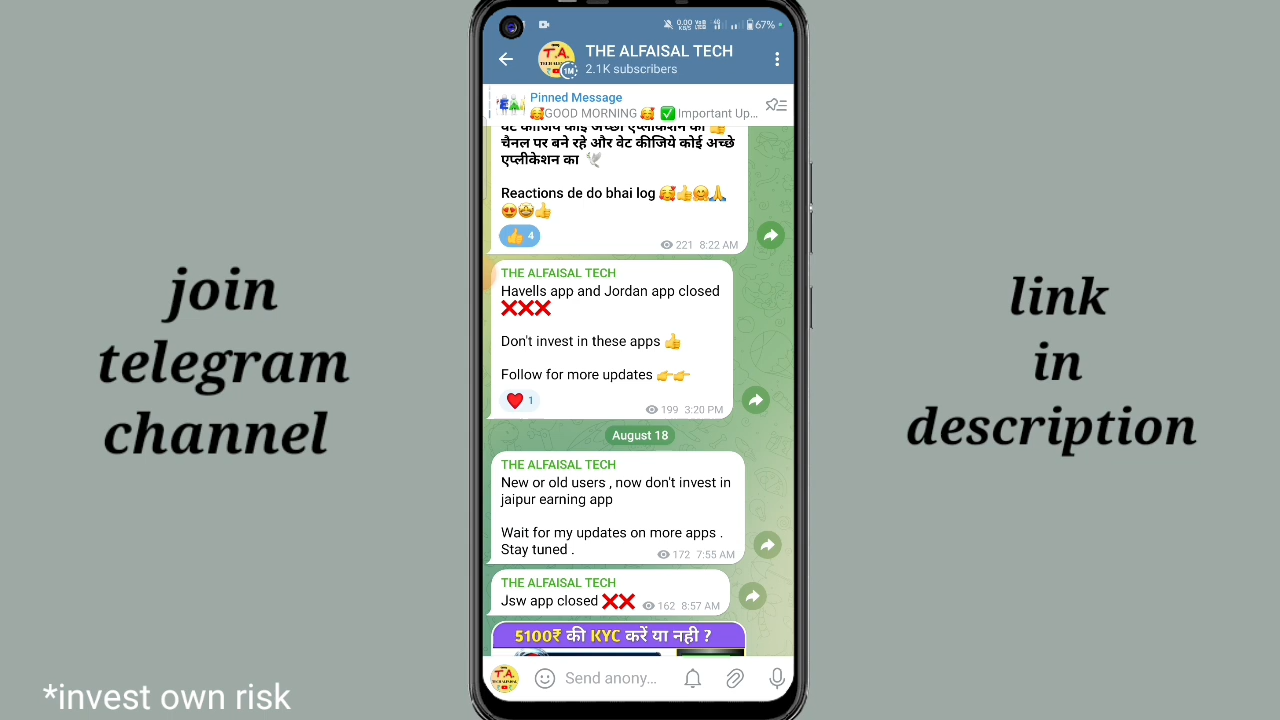 join
telegram
channel
link
in
description
*invest own risk
67%
THE ALFAISAL TECH
2.1K subscribers
Pinned Message
🥰GOOD MORNING 🥰 ✅ Important Up...
वेट कीजिये कोई अच्छी एप्लीकेशन का 👍
चैनल पर बने रहे और वेट कीजिये कोई अच्छे
एप्लीकेशन का 🕊
Reactions de do bhai log 🥰👍🤗🙏
😍🤩👍
👍 4
221 8:22 AM
THE ALFAISAL TECH
Havells app and Jordan app closed
❌❌❌
Don't invest in these apps 👍
Follow for more updates 👉👉
❤️ 1
199 3:20 PM
August 18
THE ALFAISAL TECH
New or old users , now don't invest in
jaipur earning app
Wait for my updates on more apps .
Stay tuned .
172 7:55 AM
THE ALFAISAL TECH
Jsw app closed ❌❌
162 8:57 AM
5100₹ की KYC करें या नही ?
Send anony...